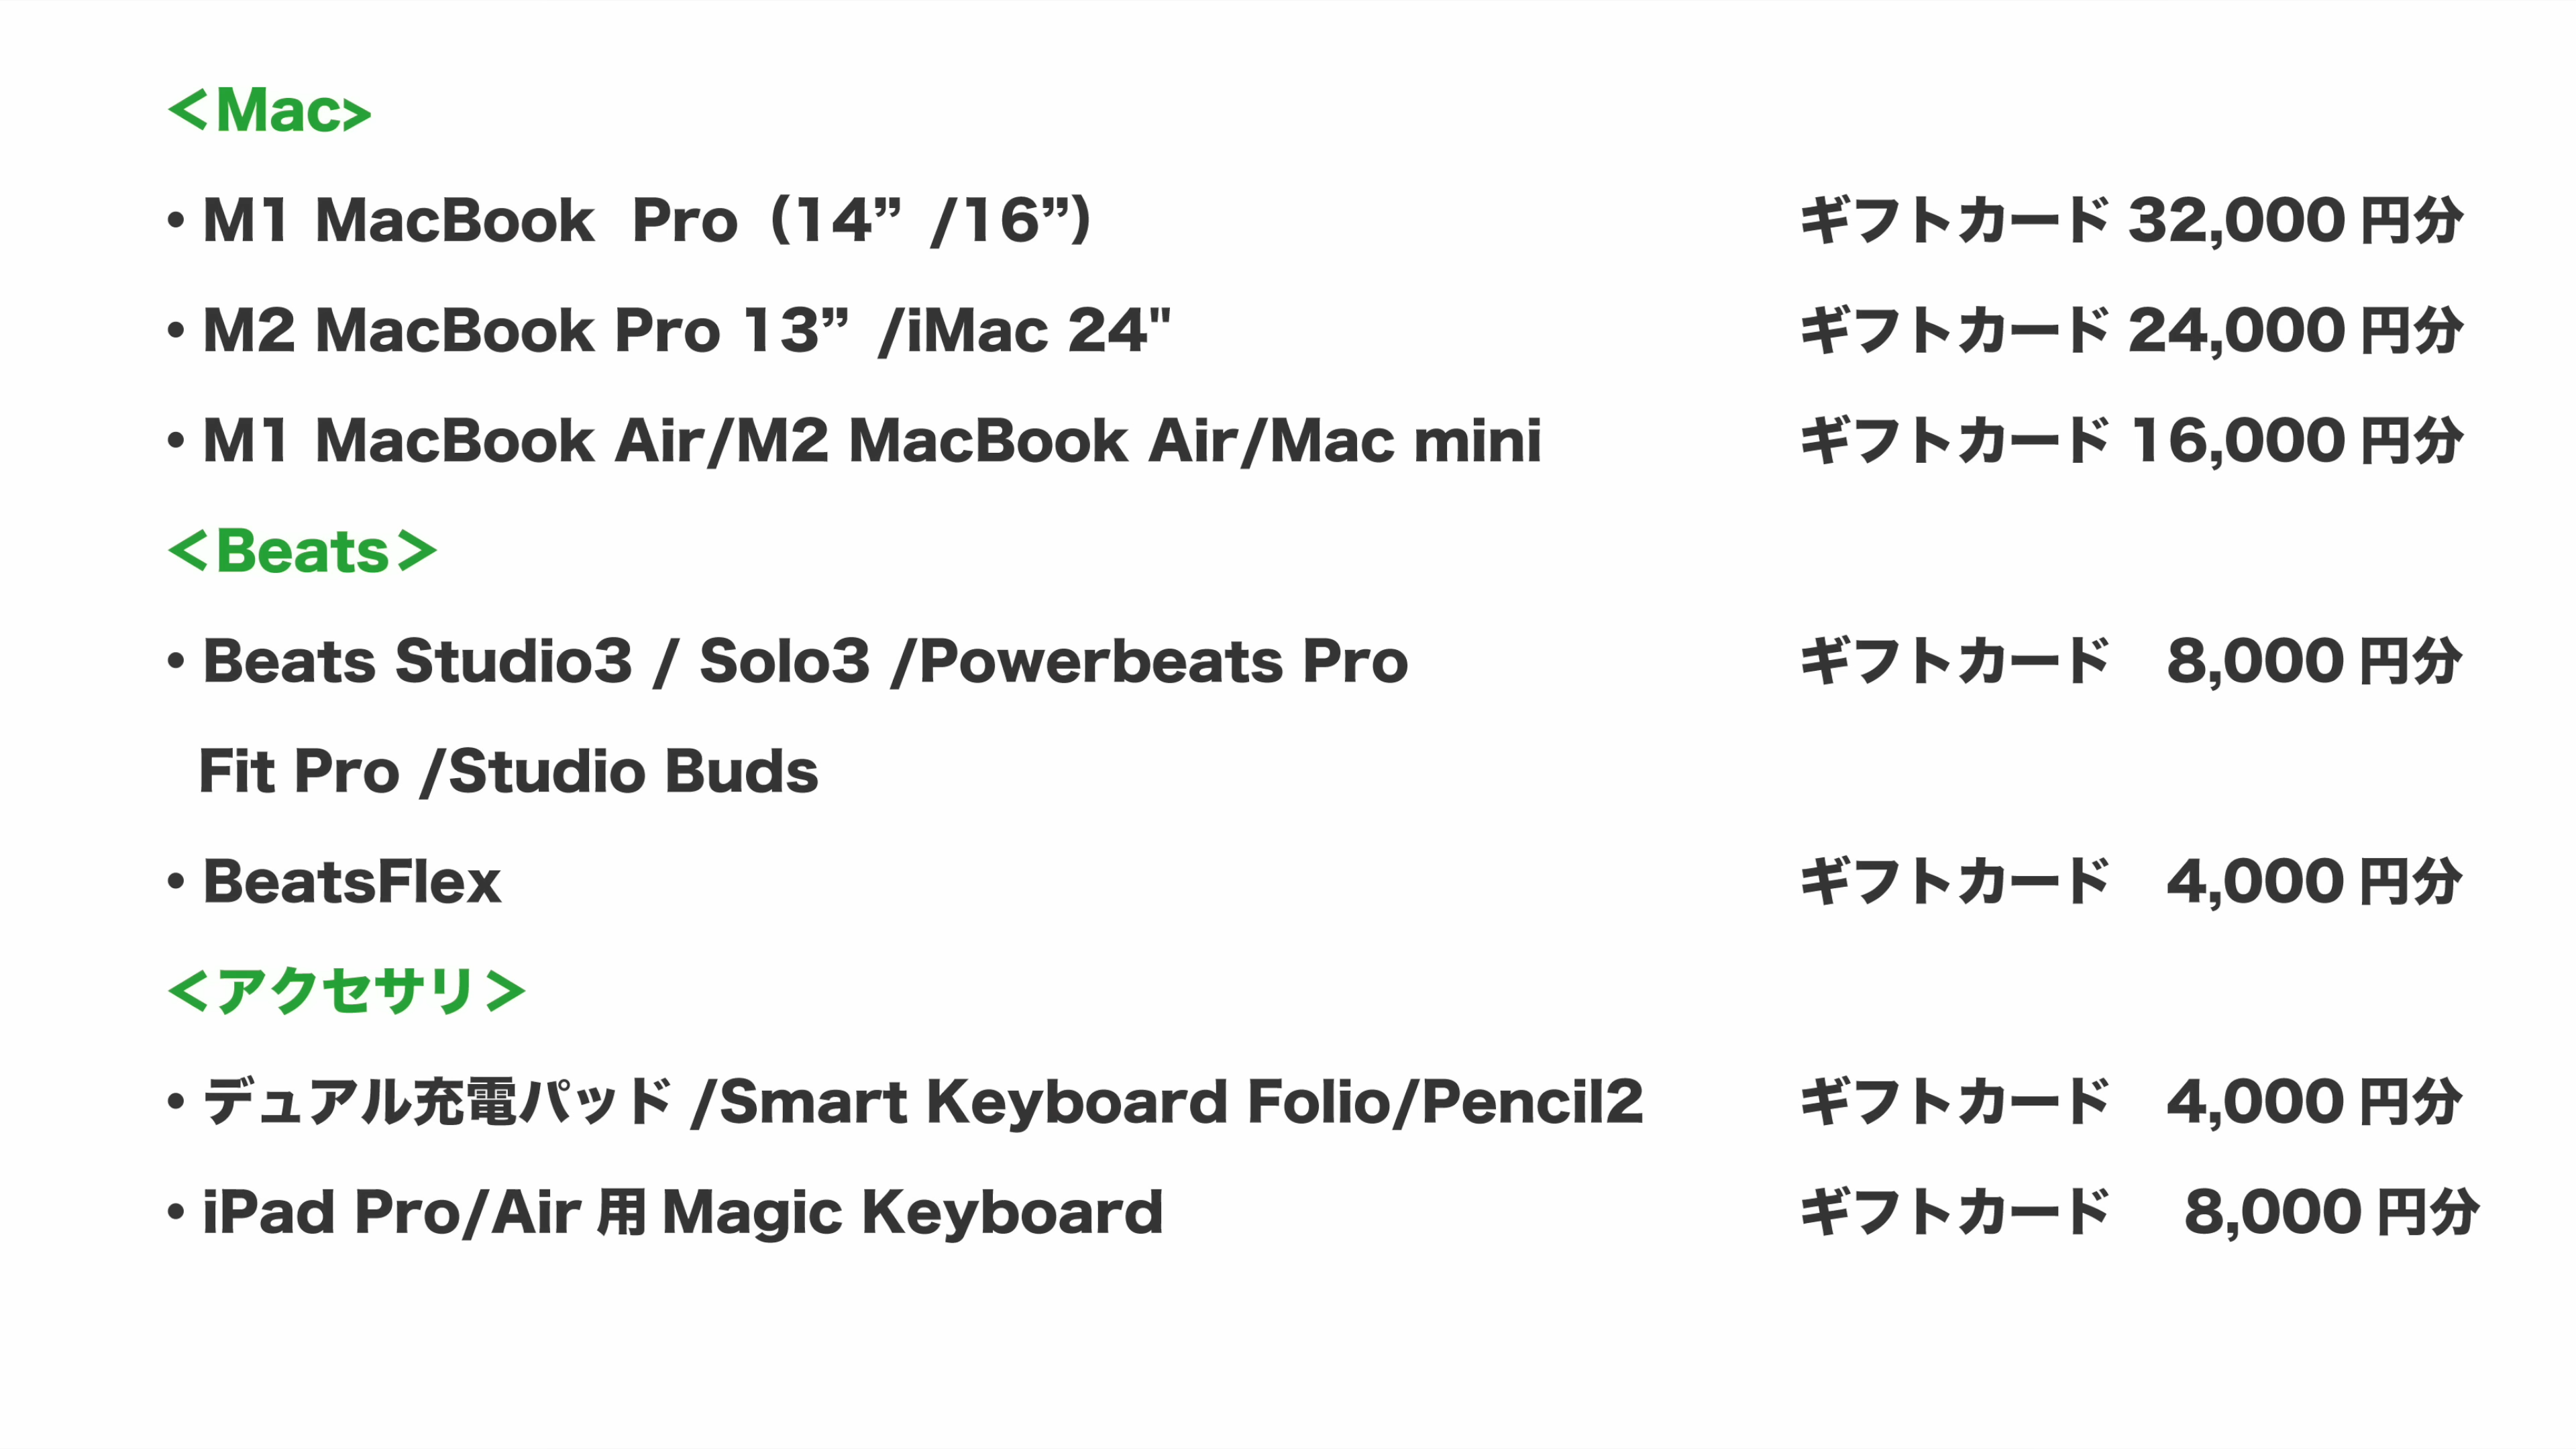 ＜Mac>
・M1 MacBook  Pro（14” /16”） ギフトカード 32,000 円分
・M2 MacBook Pro 13” /iMac 24" ギフトカード 24,000 円分
・M1 MacBook Air/M2 MacBook Air/Mac mini ギフトカード 16,000 円分
＜Beats＞
・Beats Studio3 / Solo3 /Powerbeats Pro ギフトカード　8,000 円分
Fit Pro /Studio Buds
・BeatsFlex ギフトカード　4,000 円分
＜アクセサリ＞
・デュアル充電パッド /Smart Keyboard Folio/Pencil2 ギフトカード　4,000 円分
・iPad Pro/Air 用 Magic Keyboard ギフトカード　 8,000 円分